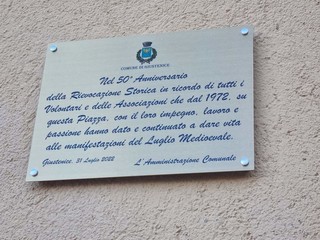 COMUNE DI GIUSTENICE
Nel 50° Anniversario
della Rievocazione Storica in ricordo di tutti i
Volontari e delle Associazioni che dal 1972, su
questa Piazza, con il loro impegno, lavoro e
passione hanno dato e continuato a dare vita
alle manifestazioni del Luglio Medioevale.
Giustenice, 21 Luglio 2022 L'Amministrazione Comunale